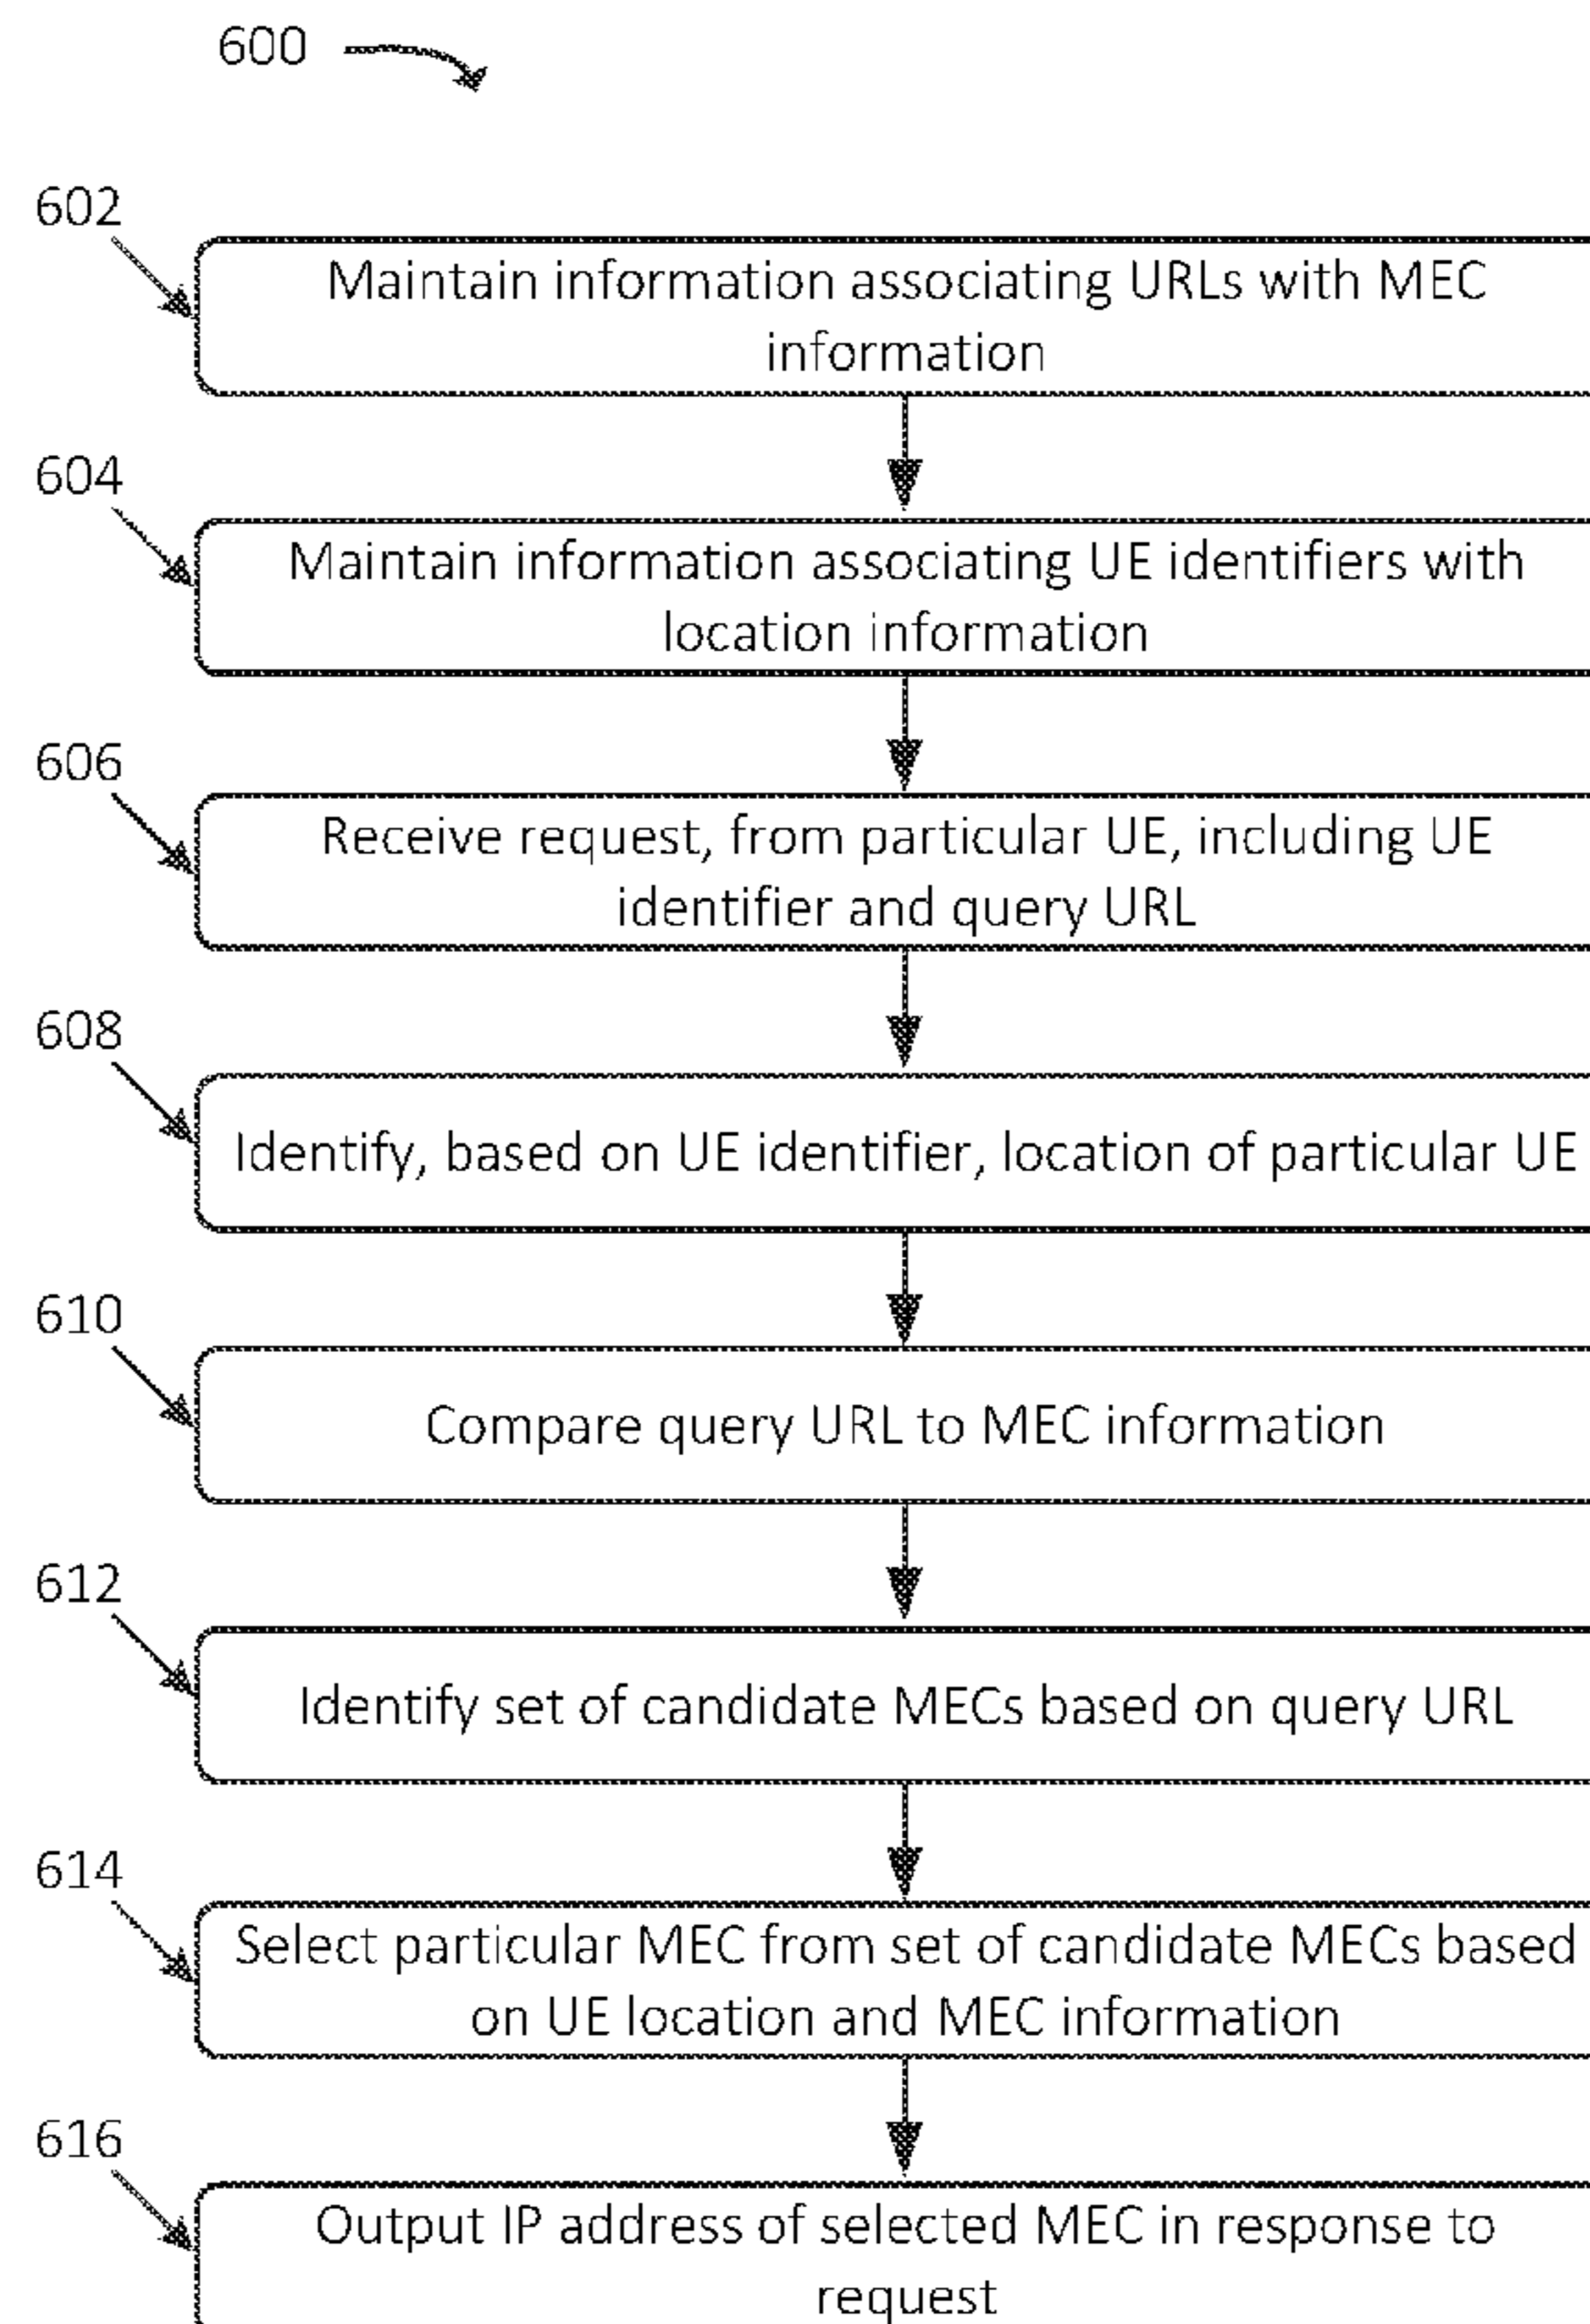 600
602
Maintain information associating URLs with MEC
information
604
Maintain information associating UE identifiers with
location information
606
Receive request, from particular UE, including UE
identifier and query URL
608
Identify, based on UE identifier, location of particular UE
610
Compare query URL to MEC information
612
Identify set of candidate MECs based on query URL
614
Select particular MEC from set of candidate MECs based
on UE location and MEC information
616
Output IP address of selected MEC in response to
request